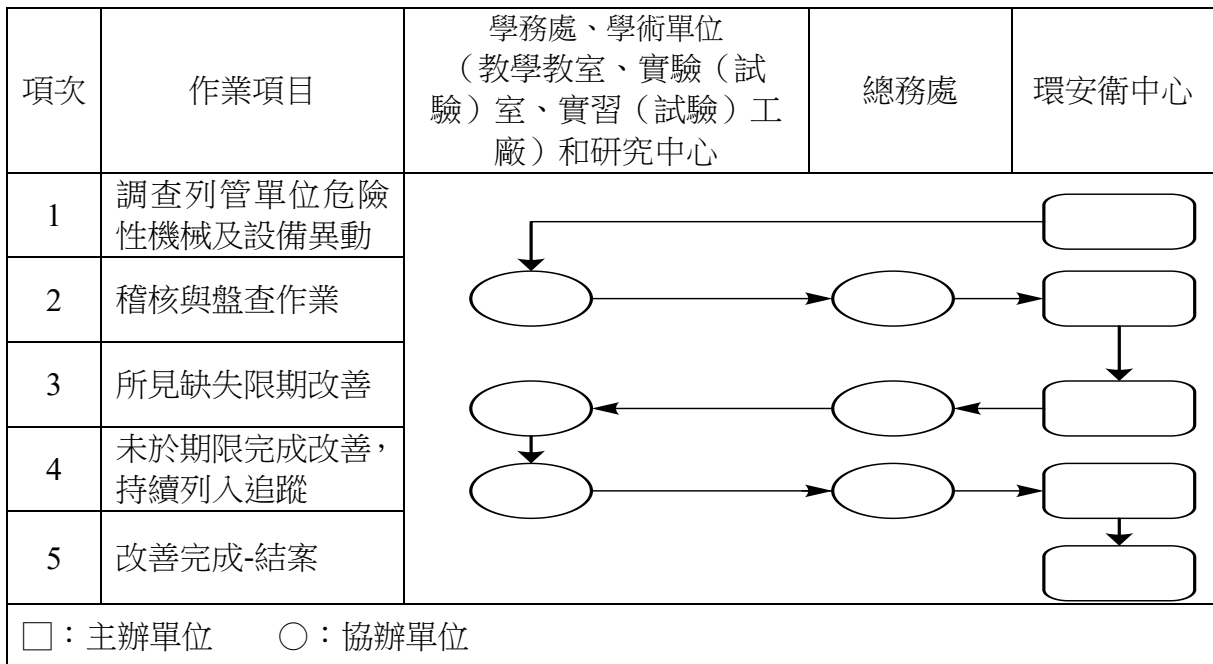 項次
作業項目
學務處、學術單位
（教學教室、實驗（試
驗）室、實習（試驗）工
廠）和研究中心
總務處
環安衛中心
1
調查列管單位危險
性機械及設備異動
2
稽核與盤查作業
3
所見缺失限期改善
4
未於期限完成改善，
持續列入追蹤
5
改善完成-結案
□：主辦單位 ○：協辦單位